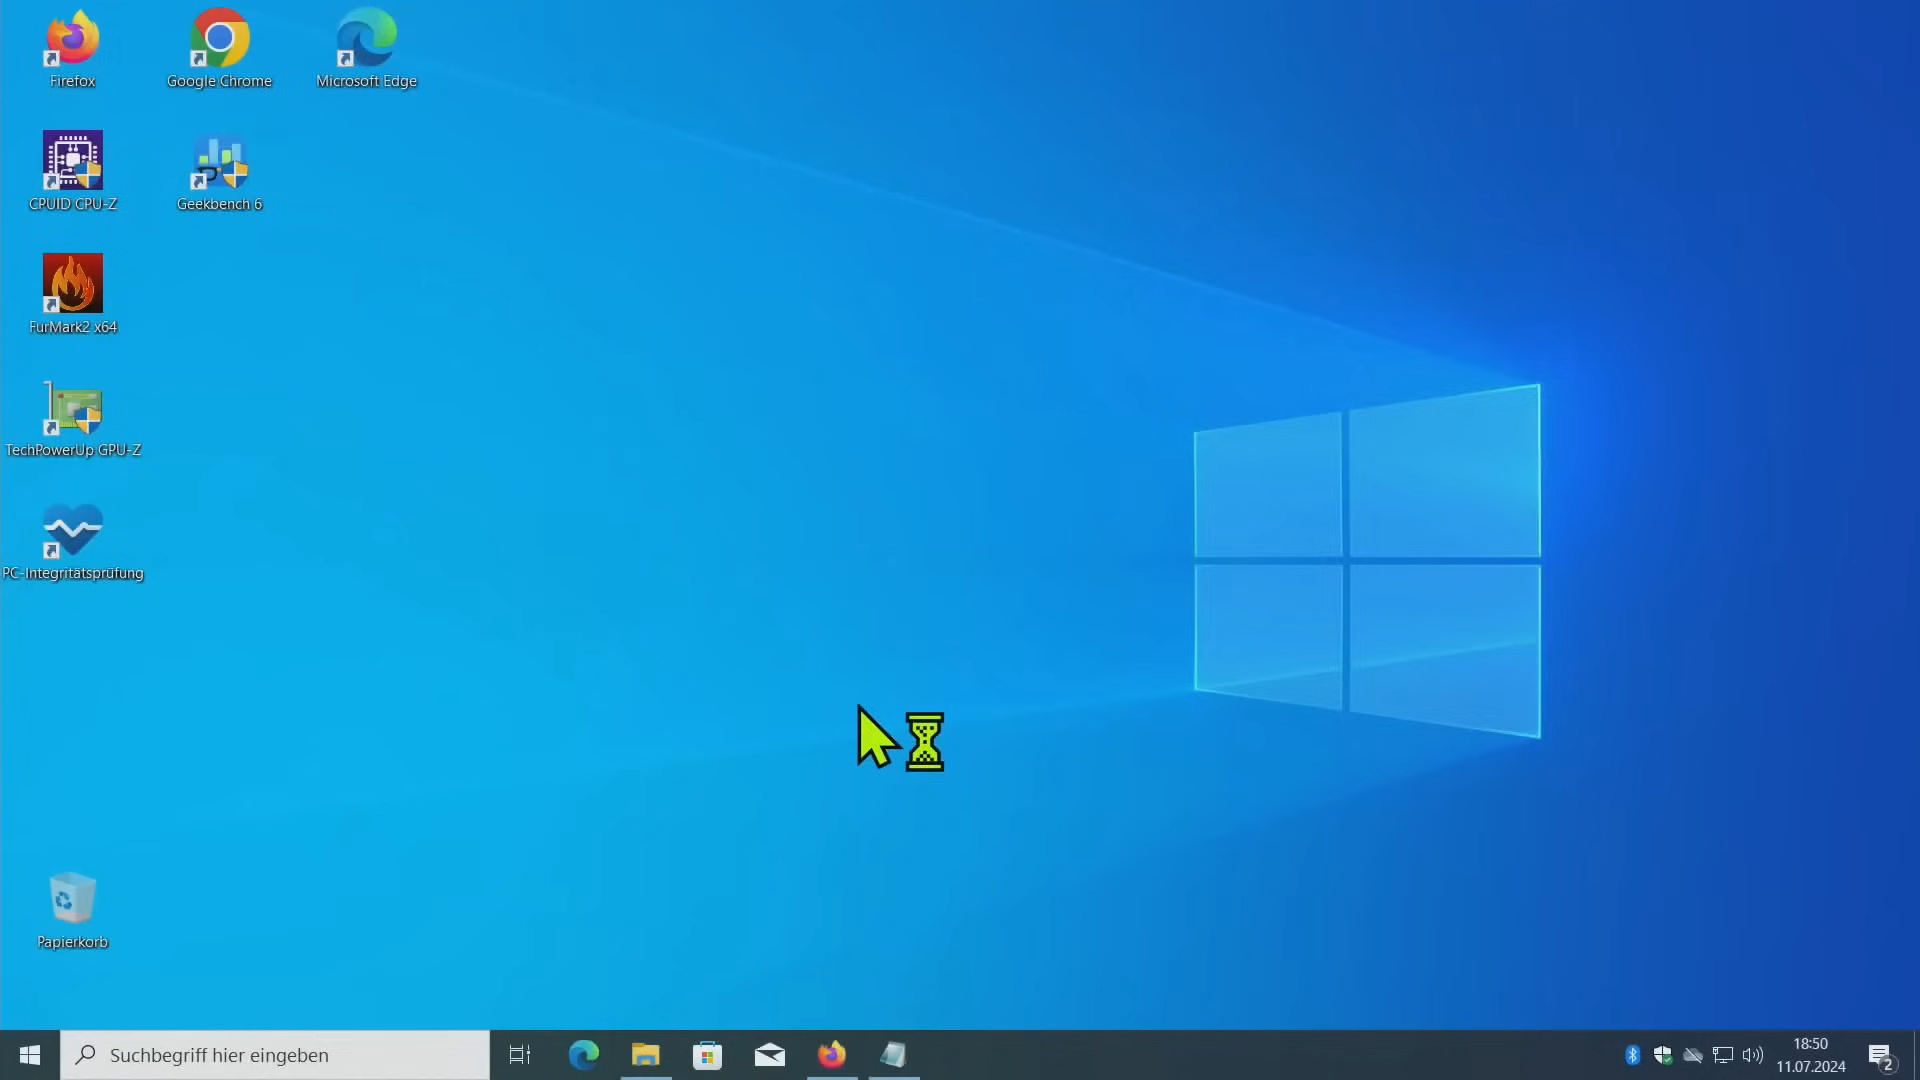 Firefox
Google Chrome
Microsoft Edge
CPUID CPU-Z
Geekbench 6
FurMark2 x64
TechPowerUp GPU-Z
PC-Integritätsprüfung
Papierkorb
Suchbegriff hier eingeben
18:50
11.07.2024
2